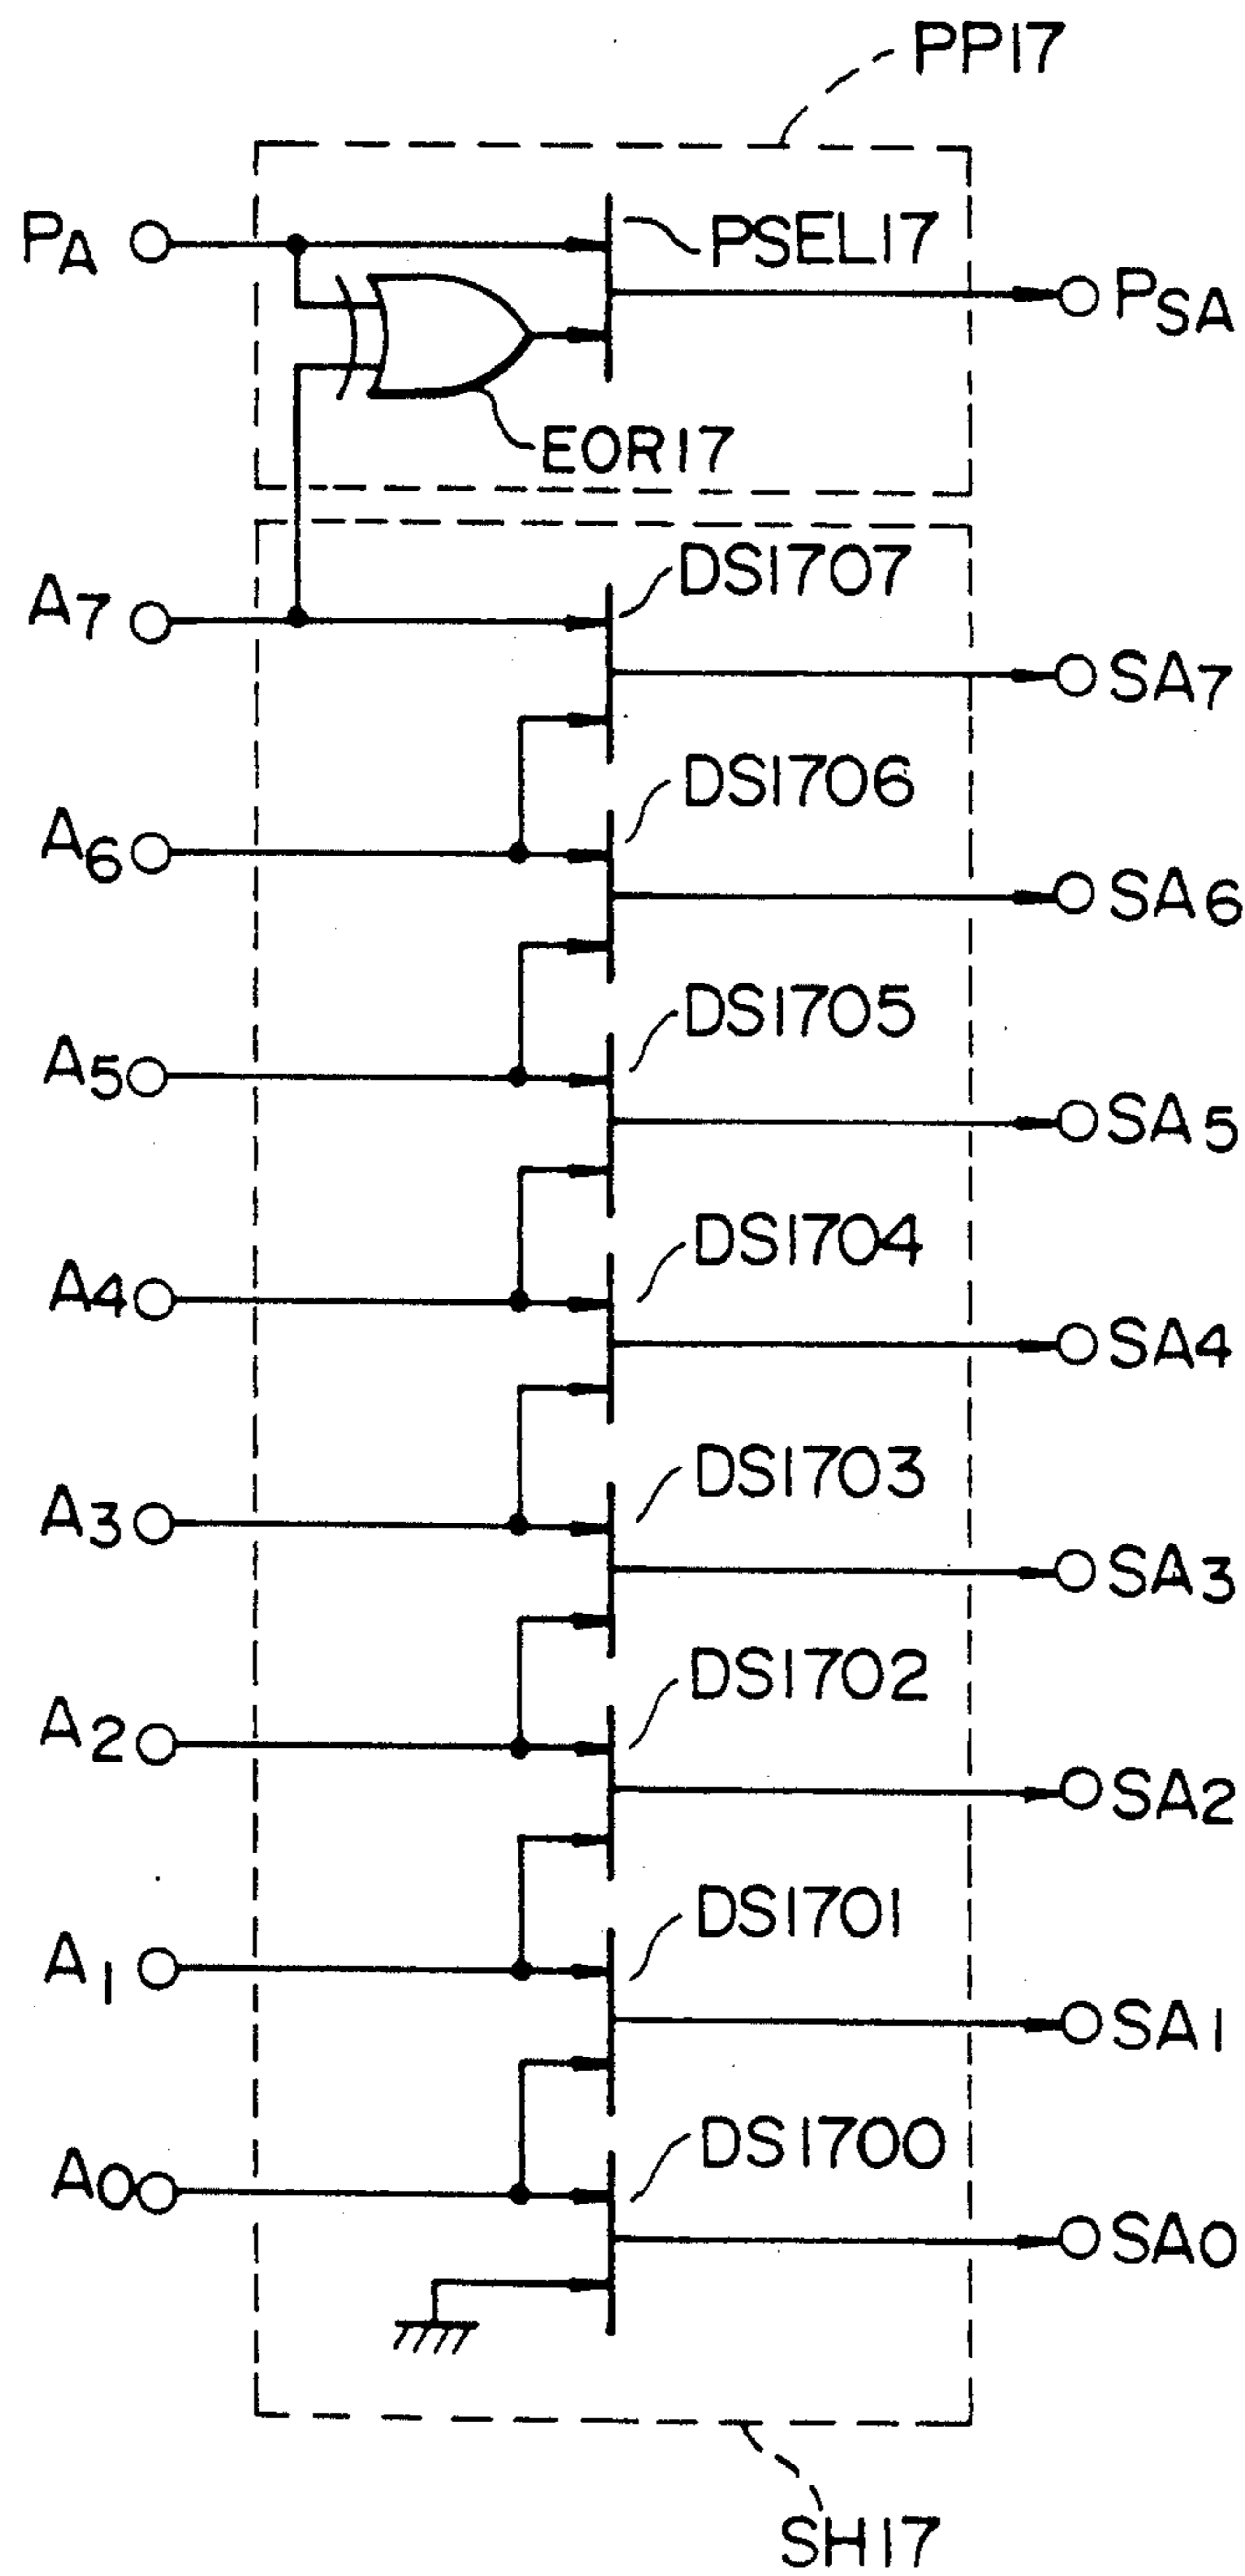 PP17
PA
PSEL17
PSA
EOR17
DS1707
A7
SA7
DS1706
A6
SA6
DS1705
A5
SA5
DS1704
A4
SA4
DS1703
A3
SA3
DS1702
A2
SA2
DS1701
A1
SA1
DS1700
A0
SA0
SH17